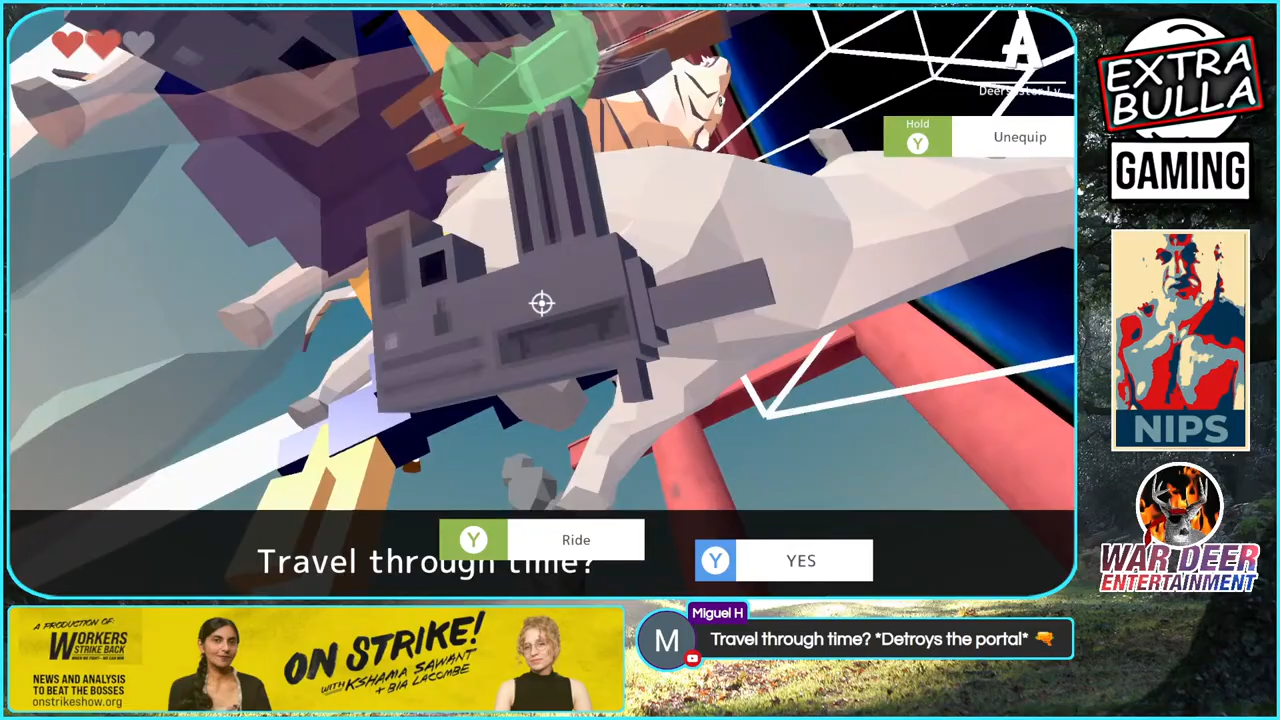 A
Deer
Hold
Y
Unequip
Y
Ride
Travel through time?
Y
YES
EXTRA
BULLA
GAMING
NIPS
WAR DEER
ENTERTAINMENT
A PRODUCTION OF:
WORKERS
STRIKE BACK
NEWS AND ANALYSIS
TO BEAT THE BOSSES
onstrikeshow.org
ON STRIKE!
WITH KSHAMA SAWANT
+ BIA LACOMBE
M
Miguel H
Travel through time? *Detroys the portal*